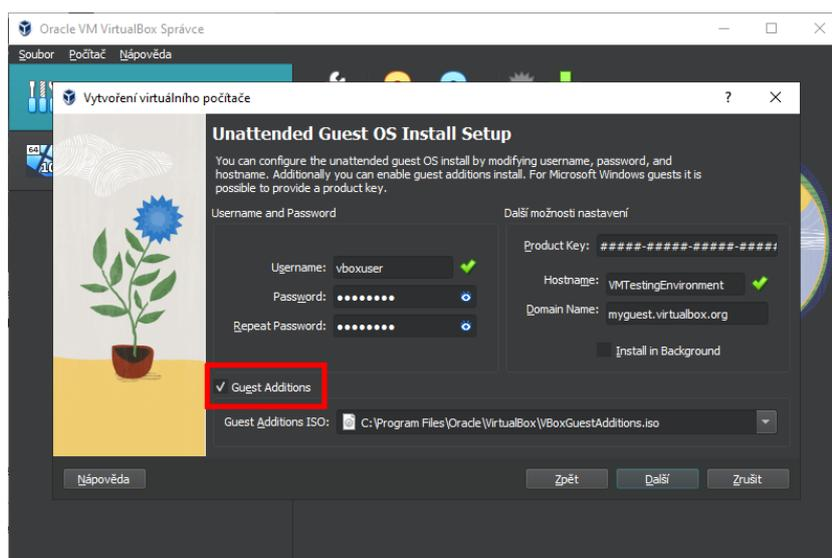 Oracle VM VirtualBox Správce
Soubor Počítač Nápověda
Vytvoření virtuálního počítače
?
64
10
Unattended Guest OS Install Setup
You can configure the unattended guest OS install by modifying username, password, and
hostname. Additionally you can enable guest additions install. For Microsoft Windows guests it is
possible to provide a product key.
Username and Password
Username: vboxuser
Password: ••••••••
Repeat Password: ••••••••
Další možnosti nastavení
Product Key: #####-#####-#####-#####
Hostname: VMTestingEnvironment
Domain Name: myguest.virtualbox.org
Install in Background
Guest Additions
Guest Additions ISO: C:\Program Files\Oracle\VirtualBox\VBoxGuestAdditions.iso
Nápověda Zpět Další Zrušit